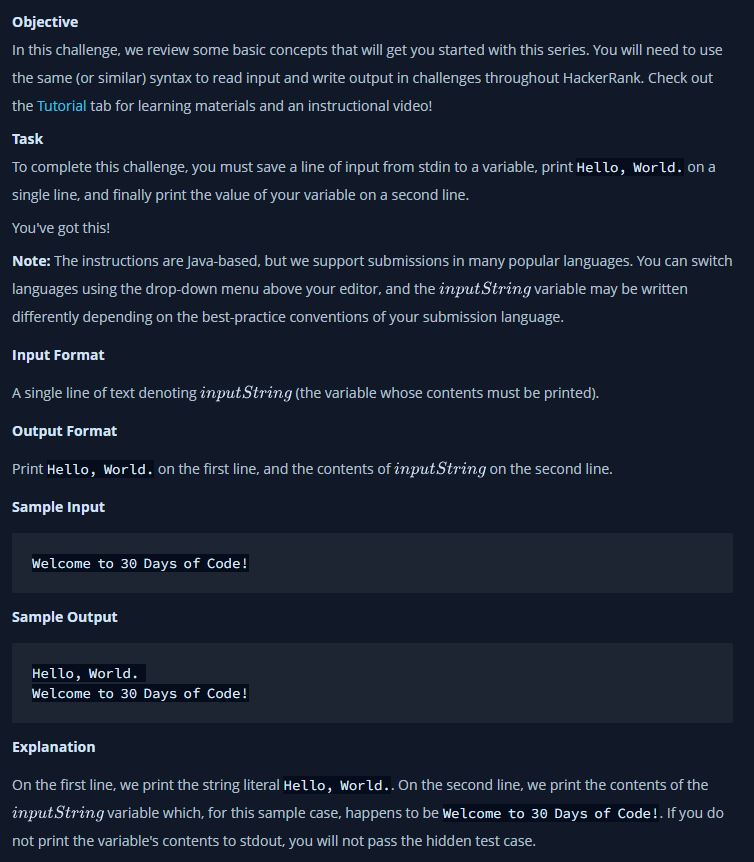 Objective
In this challenge, we review some basic concepts that will get you started with this series. You will need to use
the same (or similar) syntax to read input and write output in challenges throughout HackerRank. Check out
the Tutorial tab for learning materials and an instructional video!
Task
To complete this challenge, you must save a line of input from stdin to a variable, print Hello, World. on a
single line, and finally print the value of your variable on a second line.
You've got this!
Note: The instructions are Java-based, but we support submissions in many popular languages. You can switch
languages using the drop-down menu above your editor, and the inputString variable may be written
differently depending on the best-practice conventions of your submission language.
Input Format
A single line of text denoting inputString (the variable whose contents must be printed).
Output Format
Print Hello, World. on the first line, and the contents of inputString on the second line.
Sample Input
Welcome to 30 Days of Code!
Sample Output
Hello, World.
Welcome to 30 Days of Code!
Explanation
On the first line, we print the string literal Hello, World.. On the second line, we print the contents of the
inputString variable which, for this sample case, happens to be Welcome to 30 Days of Code!. If you do
not print the variable's contents to stdout, you will not pass the hidden test case.